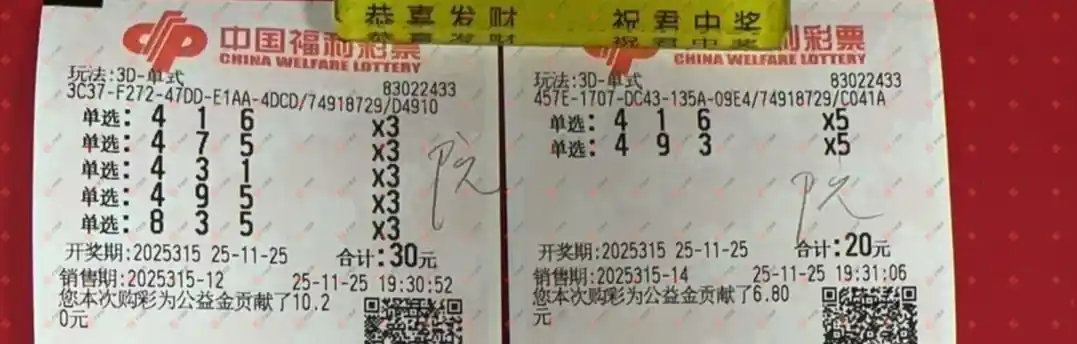 恭喜发财 祝君中奖
恭喜发财 祝君中奖
中国福利彩票
CHINA WELFARE LOTTERY
玩法:3D-单式
83022433
3C37-F272-47DD-E1AA-4DCD/74918729/D4910
单选: 4 1 6 x3
单选: 4 7 5 x3
单选: 4 3 1 x3
单选: 4 9 5 x3
单选: 8 3 5 x3
开奖期:2025315 25-11-25 合计:30元
销售期:2025315-12 25-11-25 19:30:52
您本次购彩为公益金贡献了10.2
0元
利彩票
CHINA WELFARE LOTTERY
玩法:3D-单式
83022433
457E-1707-DC43-135A-09E4/74918729/C041A
单选: 4 1 6 x5
单选: 4 9 3 x5
开奖期:2025315 25-11-25 合计:20元
销售期:2025315-14 25-11-25 19:31:06
您本次购彩为公益金贡献了6.80
元